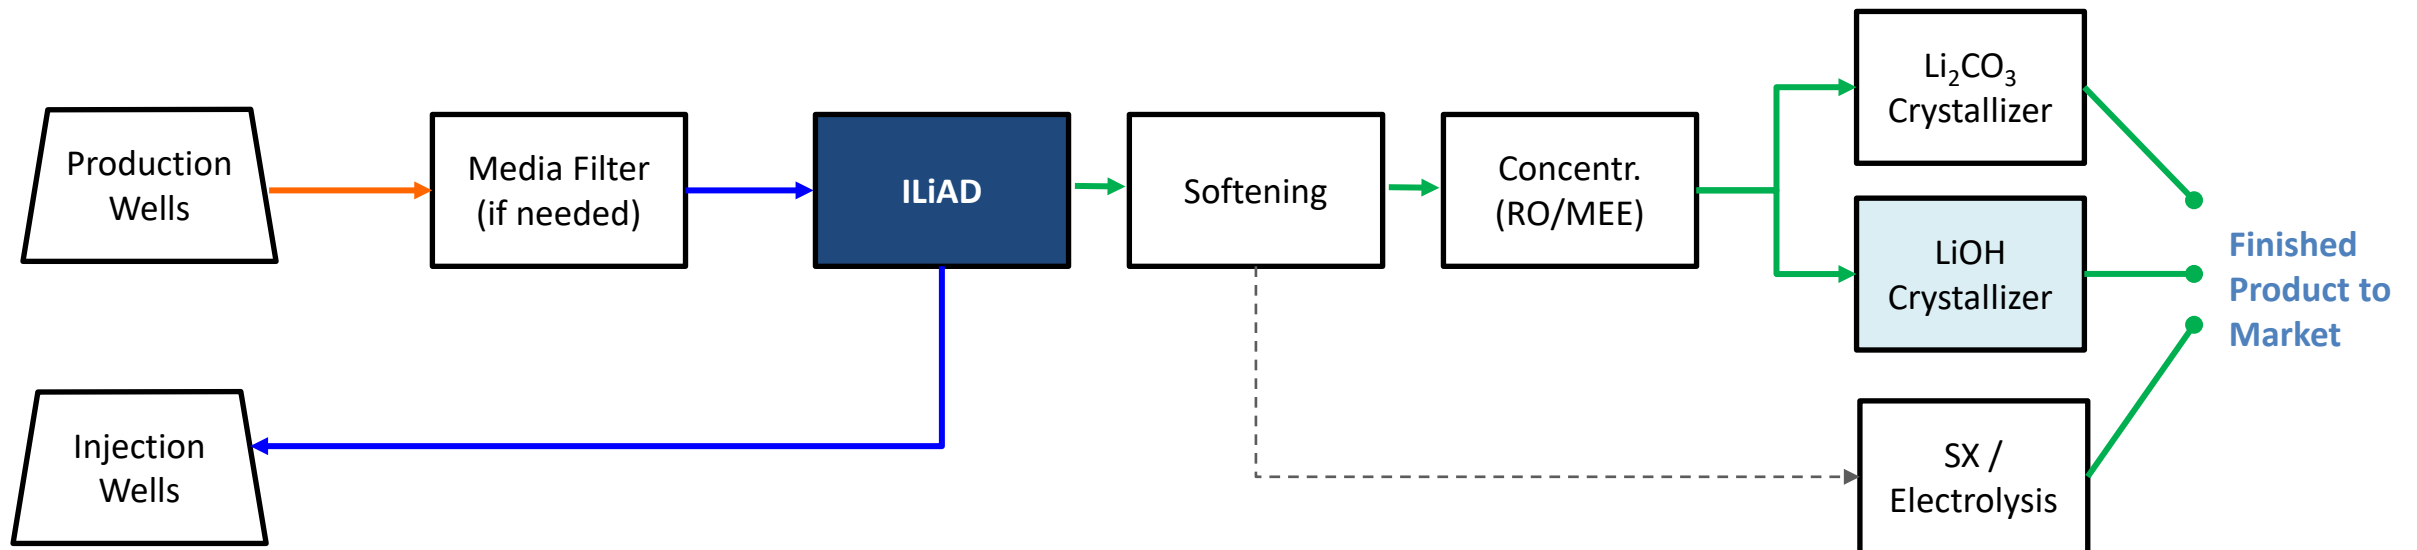 Production
Wells
Media Filter
(if needed)
ILiAD
Softening
Concentr.
(RO/MEE)
Li₂CO₃
Crystallizer
LiOH
Crystallizer
Finished
Product to
Market
Injection
Wells
SX /
Electrolysis